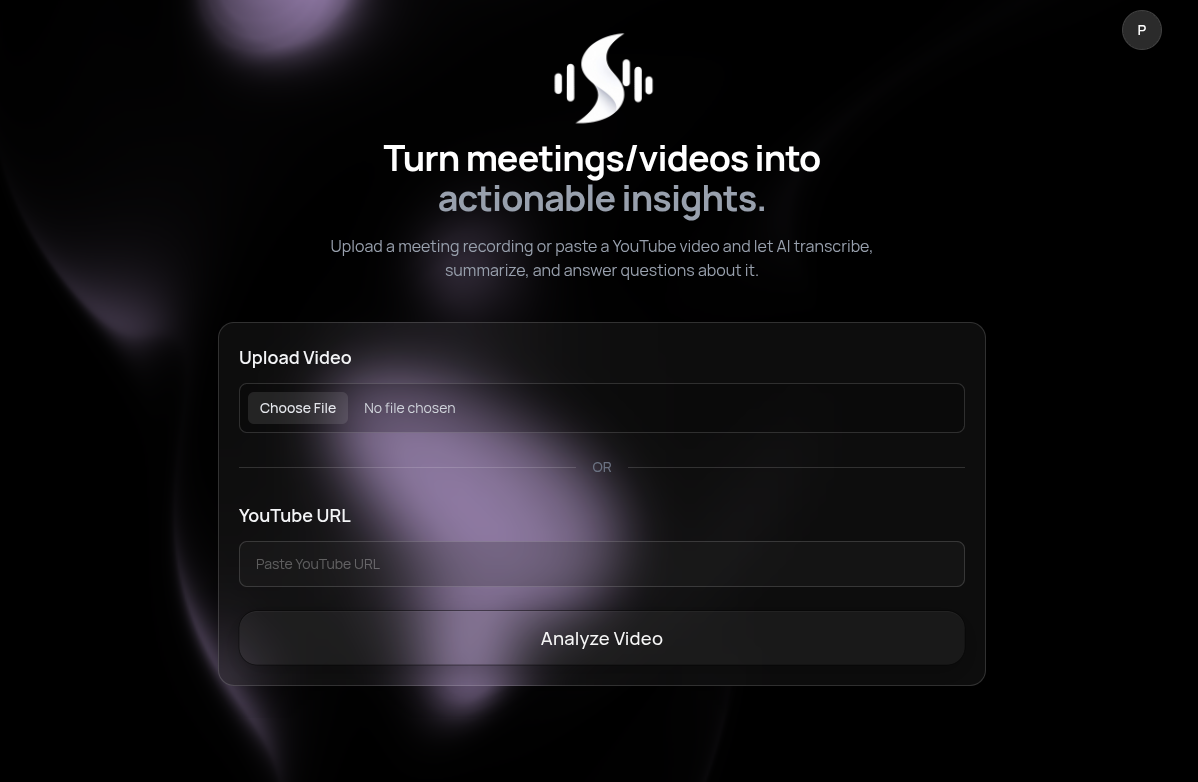 P
Turn meetings/videos into
actionable insights.
Upload a meeting recording or paste a YouTube video and let AI transcribe,
summarize, and answer questions about it.
Upload Video
Choose File No file chosen
OR
YouTube URL
Paste YouTube URL
Analyze Video